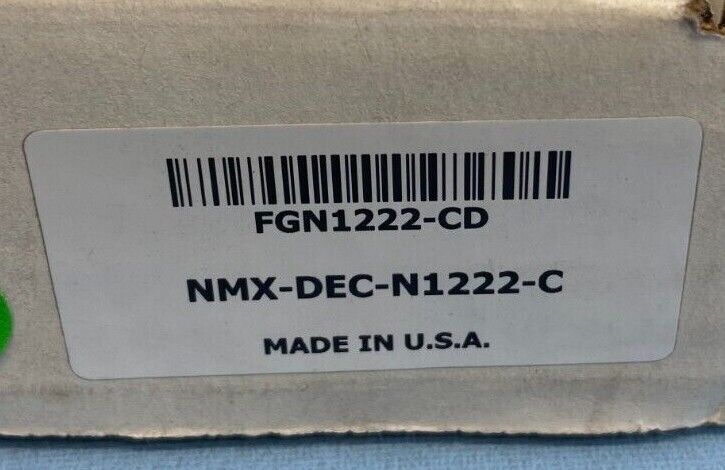 FGN1222-CD
NMX-DEC-N1222-C
MADE IN U.S.A.